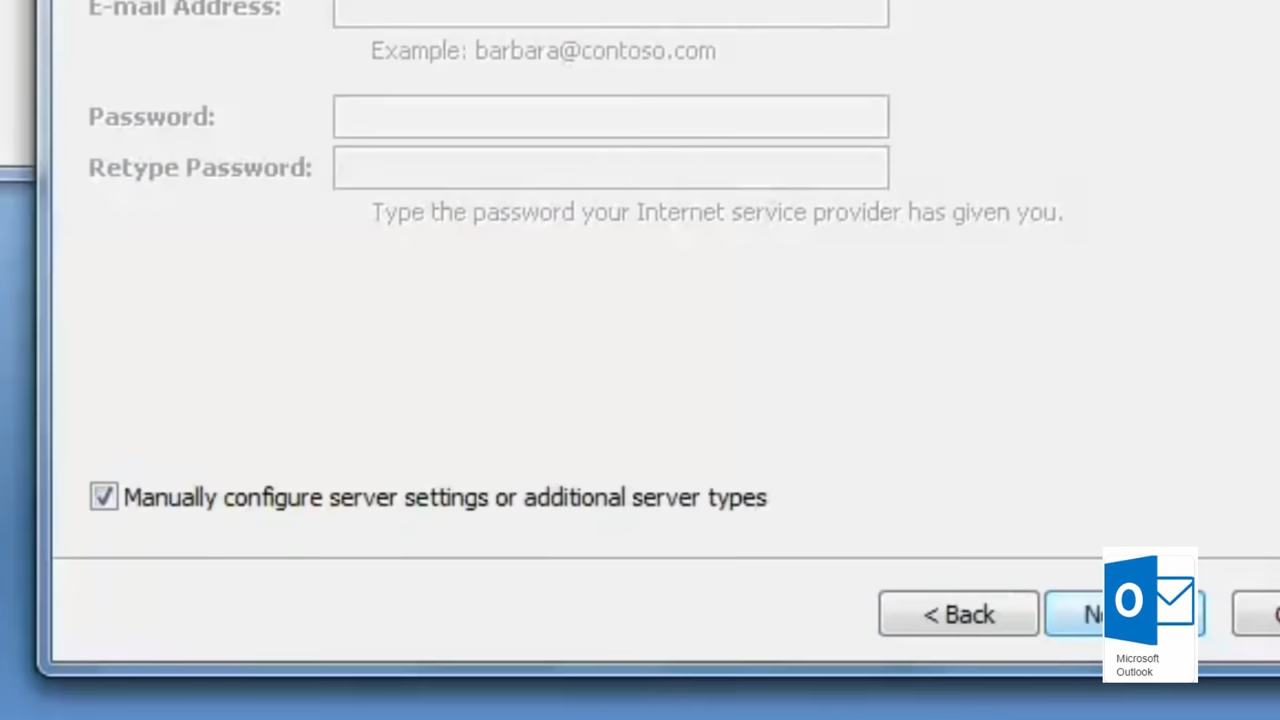 E-mail Address:
Example: barbara@contoso.com
Password:
Retype Password:
Type the password your Internet service provider has given you.
Manually configure server settings or additional server types
< Back
O
Microsoft
Outlook